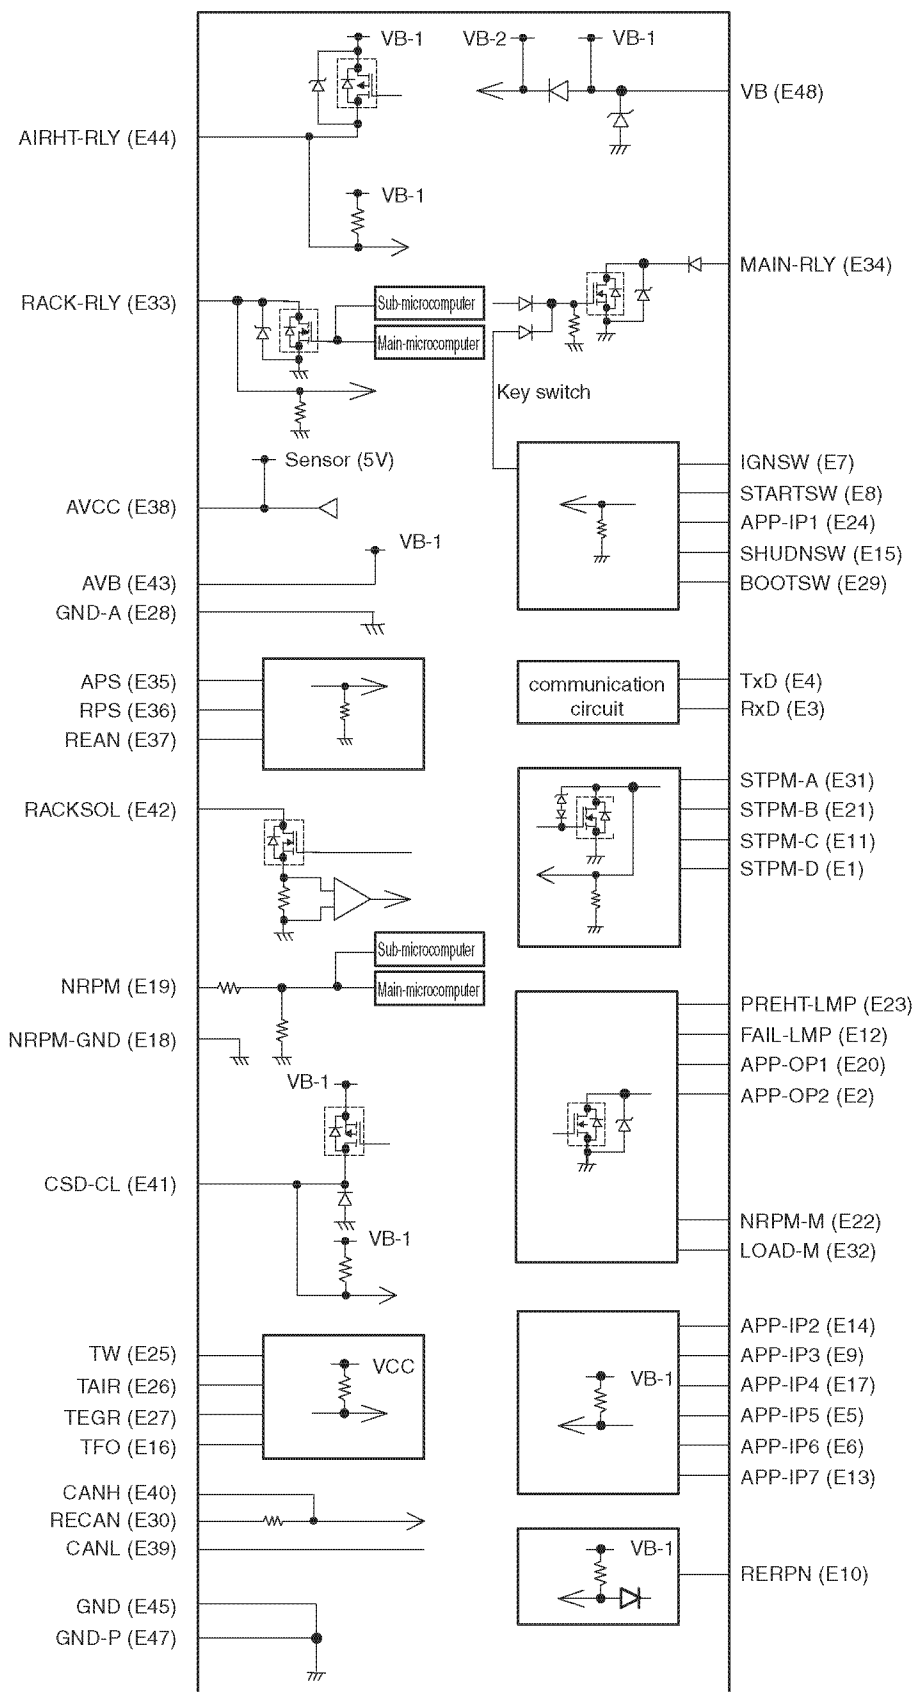 VB-1
VB-2
VB-1
VB (E48)
AIRHT-RLY (E44)
VB-1
MAIN-RLY (E34)
RACK-RLY (E33)
Sub-microcomputer
Main-microcomputer
Key switch
Sensor (5V)
IGNSW (E7)
STARTSW (E8)
AVCC (E38)
APP-IP1 (E24)
VB-1
SHUDNSW (E15)
AVB (E43)
BOOTSW (E29)
GND-A (E28)
APS (E35)
RPS (E36)
REAN (E37)
communication
circuit
TxD (E4)
RxD (E3)
STPM-A (E31)
RACKSOL (E42)
STPM-B (E21)
STPM-C (E11)
STPM-D (E1)
Sub-microcomputer
NRPM (E19)
Main-microcomputer
PREHT-LMP (E23)
NRPM-GND (E18)
FAIL-LMP (E12)
APP-OP1 (E20)
VB-1
APP-OP2 (E2)
CSD-CL (E41)
NRPM-M (E22)
VB-1
LOAD-M (E32)
APP-IP2 (E14)
TW (E25)
VCC
APP-IP3 (E9)
VB-1
TAIR (E26)
APP-IP4 (E17)
TEGR (E27)
APP-IP5 (E5)
TFO (E16)
APP-IP6 (E6)
APP-IP7 (E13)
CANH (E40)
RECAN (E30)
CANL (E39)
VB-1
RERPN (E10)
GND (E45)
GND-P (E47)